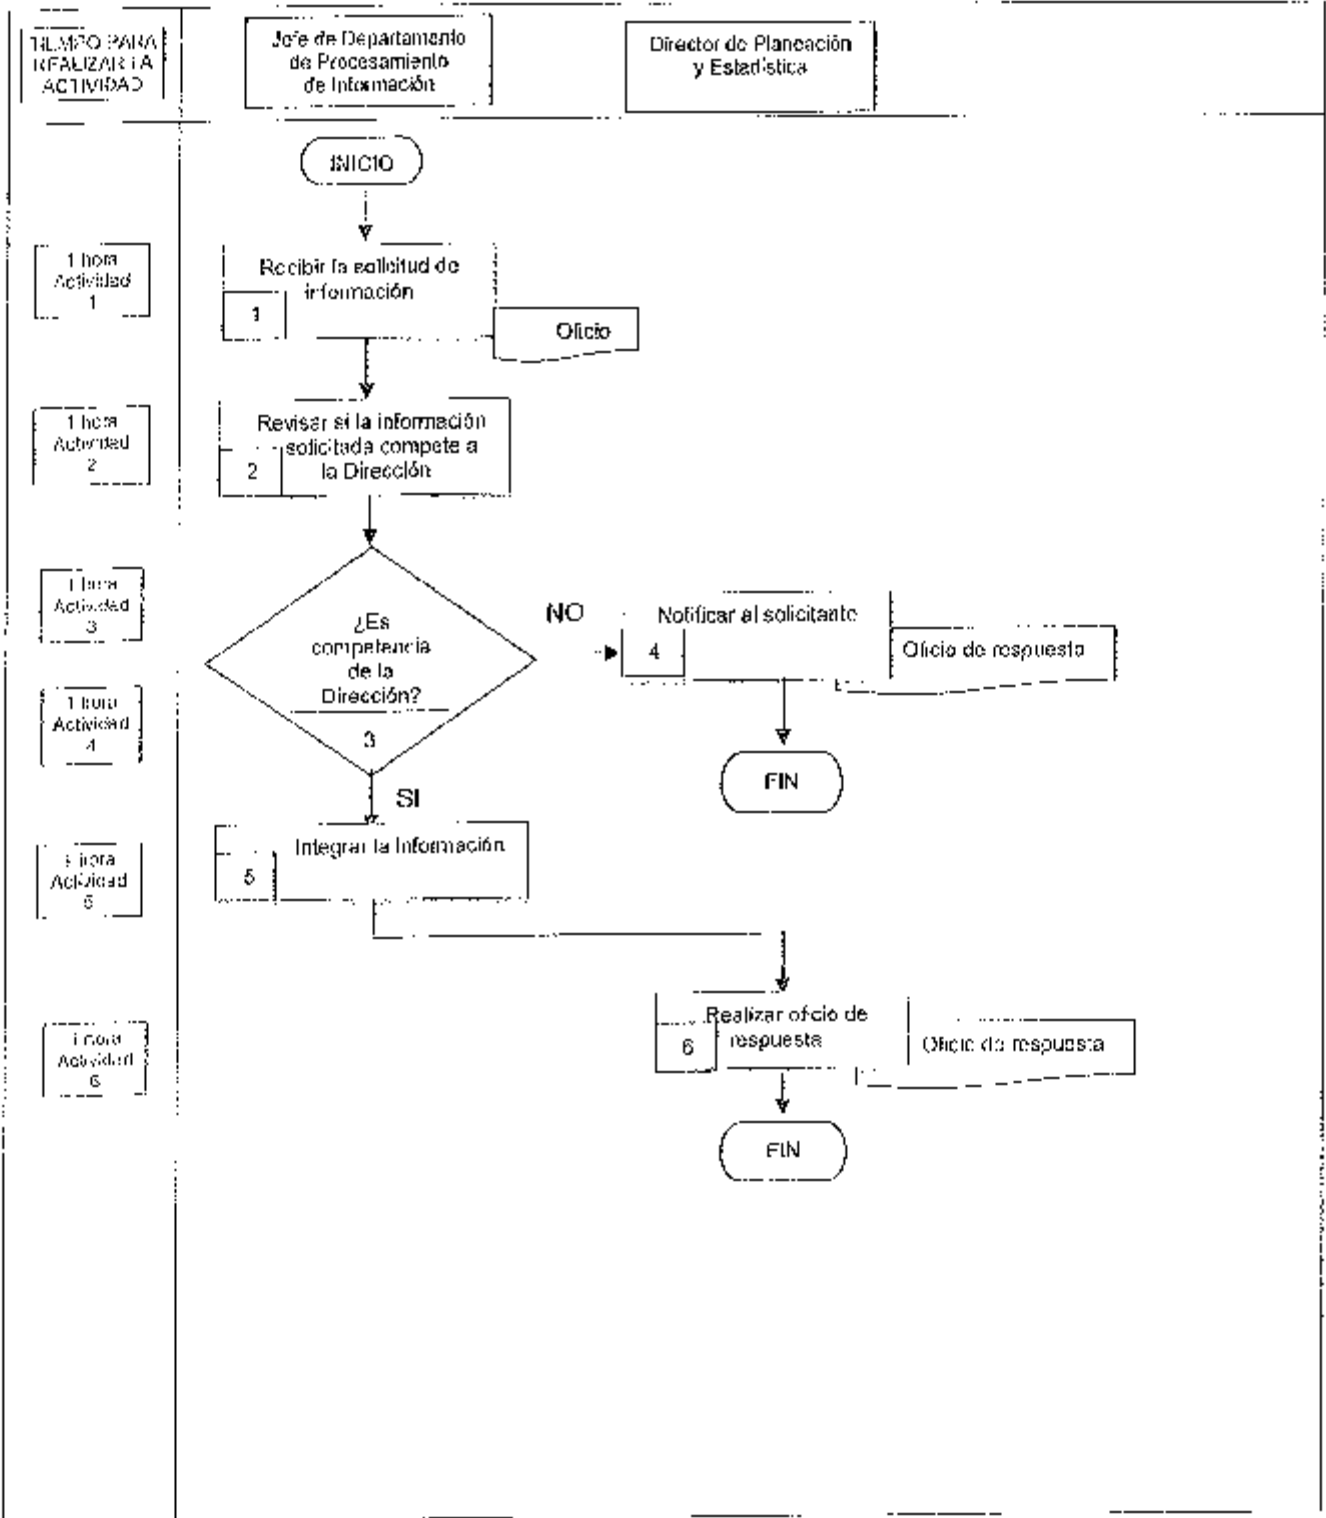 TIEMPO PARA
REALIZAR LA
ACTIVIDAD
Jefe de Departamento
de Procesamiento
de Información
Director de Planeación
y Estadística
INICIO
1 hora
Actividad
1
Recibir la solicitud de
información
1
Oficio
1 hora
Actividad
2
Revisar si la información
solicitada compete a
la Dirección
2
1 hora
Actividad
3
¿Es
competencia
de la
Dirección?
3
NO
Notificar al solicitante
4
Oficio de respuesta
1 hora
Actividad
4
FIN
SI
1 hora
Actividad
5
Integrar la Información
5
1 hora
Actividad
6
Realizar oficio de
respuesta
6
Oficio de respuesta
FIN